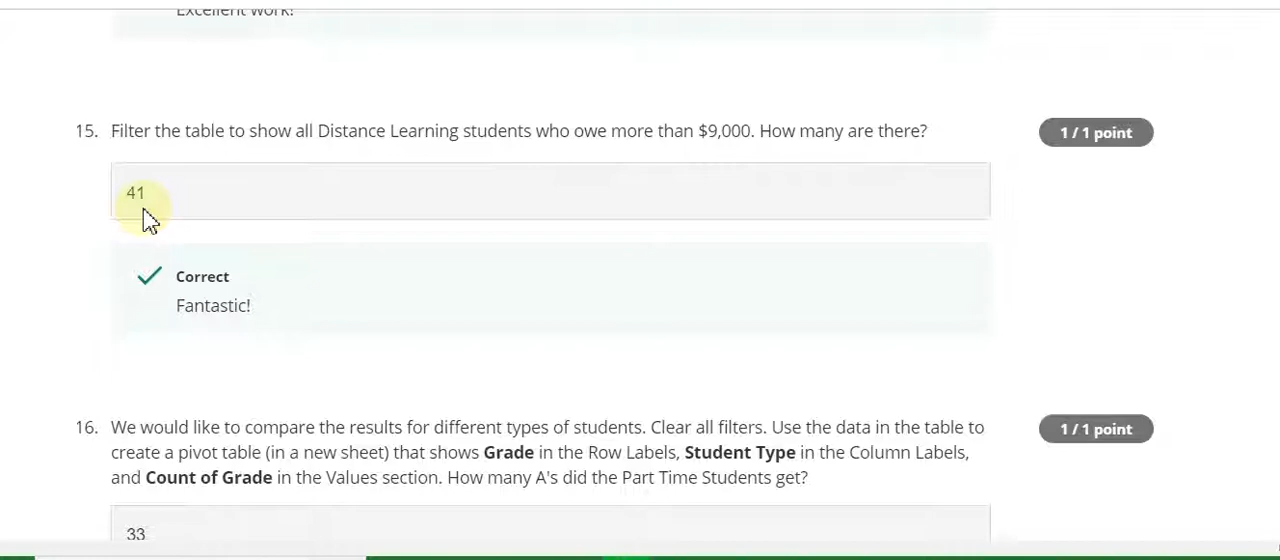 Excellent work!
15. Filter the table to show all Distance Learning students who owe more than $9,000. How many are there?
1 / 1 point
41
Correct
Fantastic!
16. We would like to compare the results for different types of students. Clear all filters. Use the data in the table to
1 / 1 point
create a pivot table (in a new sheet) that shows Grade in the Row Labels, Student Type in the Column Labels,
and Count of Grade in the Values section. How many A's did the Part Time Students get?
33